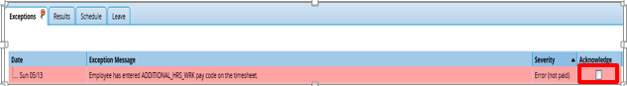 Exceptions Results Schedule Leave
Date Exception Message Severity Acknowledge
... Sun 05/13 Employee has entered ADDITIONAL_HRS_WRK pay code on the timesheet. Error (not paid)